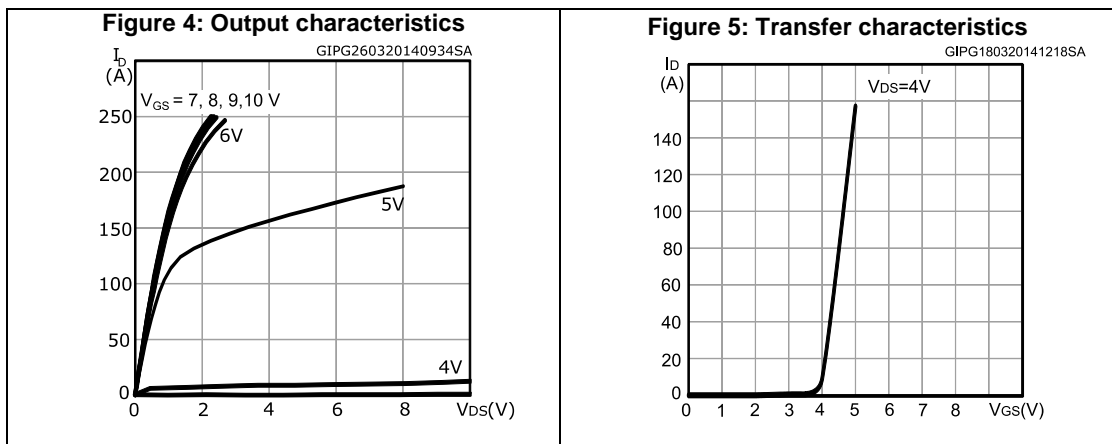 Figure 4: Output characteristics
GIPG260320140934SA
ID
(A)
VGS = 7, 8, 9,10 V
250
6V
200
5V
150
100
50
4V
0
0 2 4 6 8 VDS(V)
Figure 5: Transfer characteristics
GIPG180320141218SA
ID
(A)
VDS=4V
140
120
100
80
60
40
20
0
0 1 2 3 4 5 6 7 8 VGS(V)